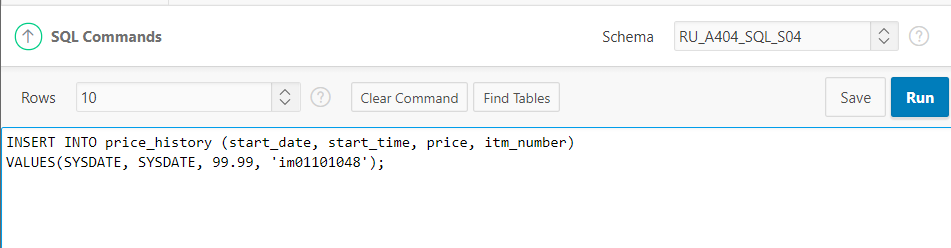 SQL Commands
Schema
RU_A404_SQL_S04
?
Rows
10
?
Clear Command
Find Tables
Save
Run
INSERT INTO price_history (start_date, start_time, price, itm_number)
VALUES(SYSDATE, SYSDATE, 99.99, 'im01101048');